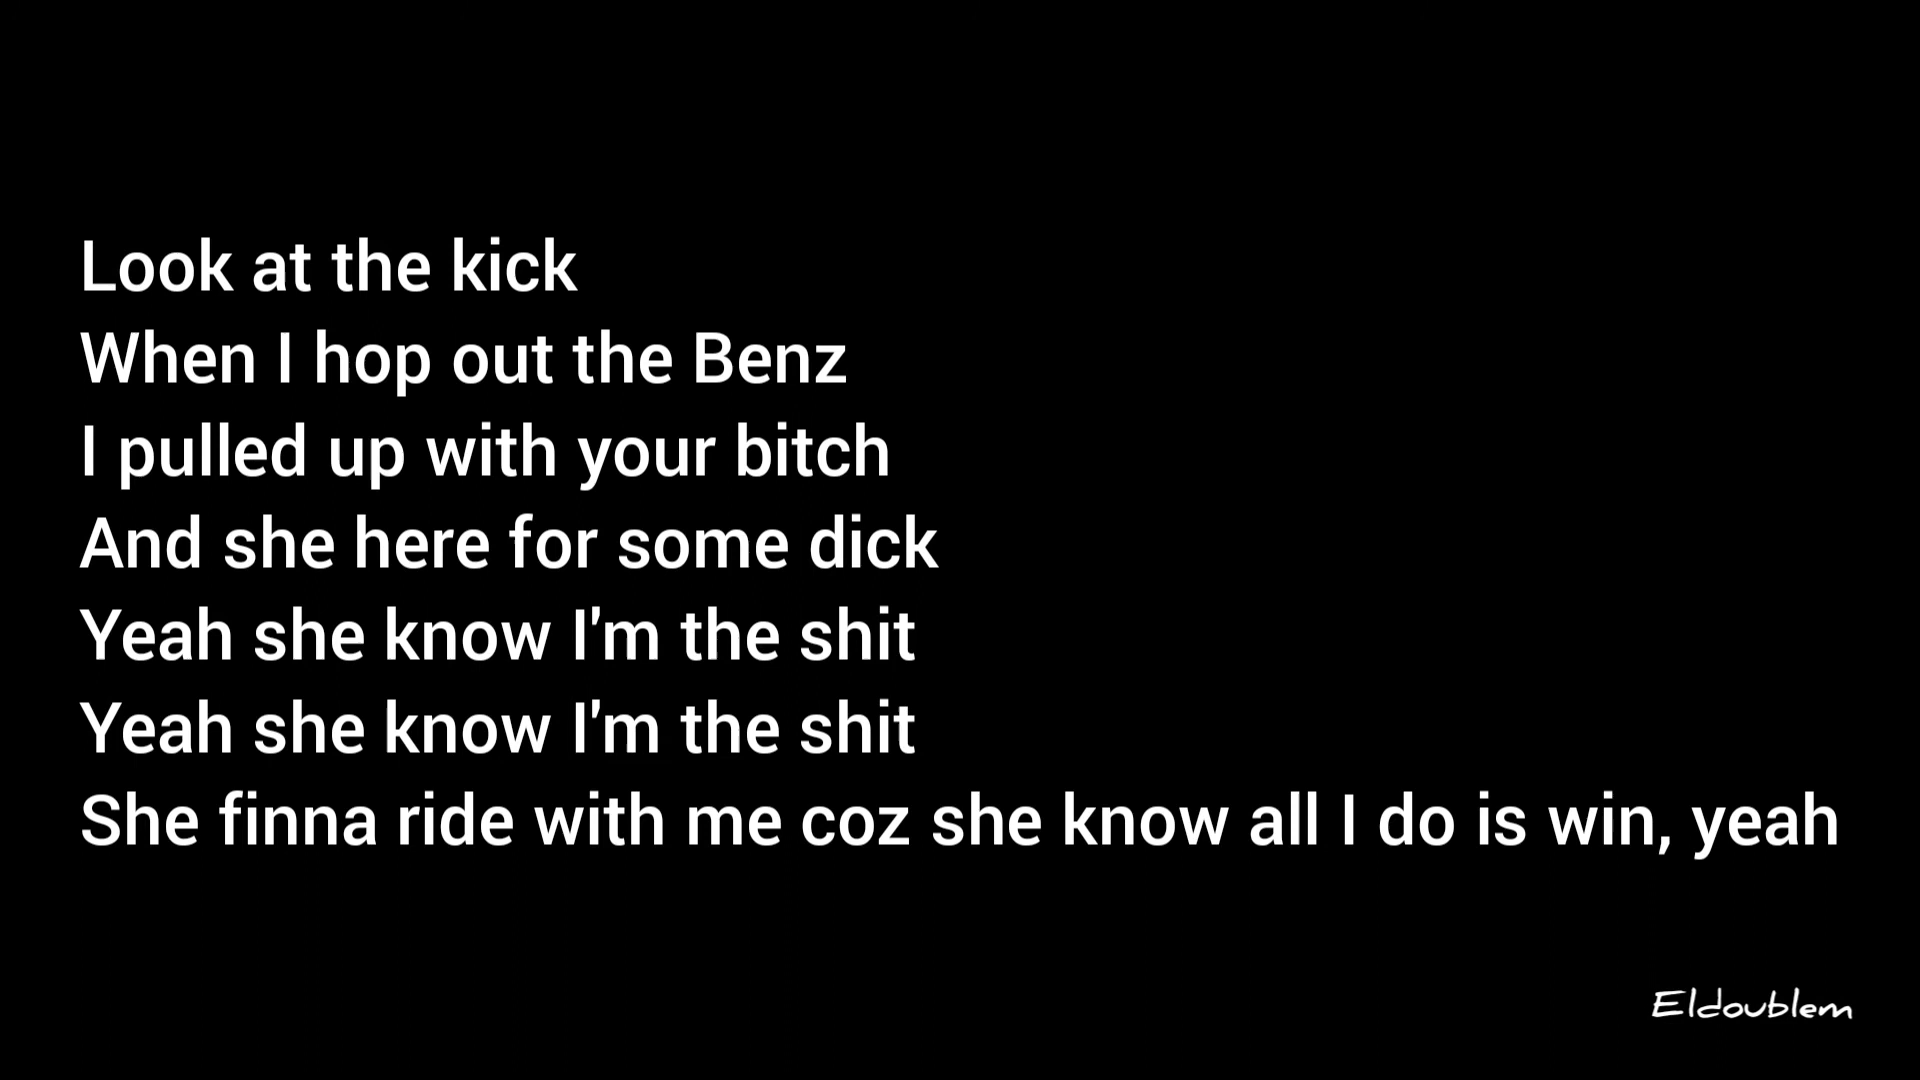 Look at the kick
When I hop out the Benz
I pulled up with your bitch
And she here for some dick
Yeah she know I'm the shit
Yeah she know I'm the shit
She finna ride with me coz she know all I do is win, yeah
Eldoublem